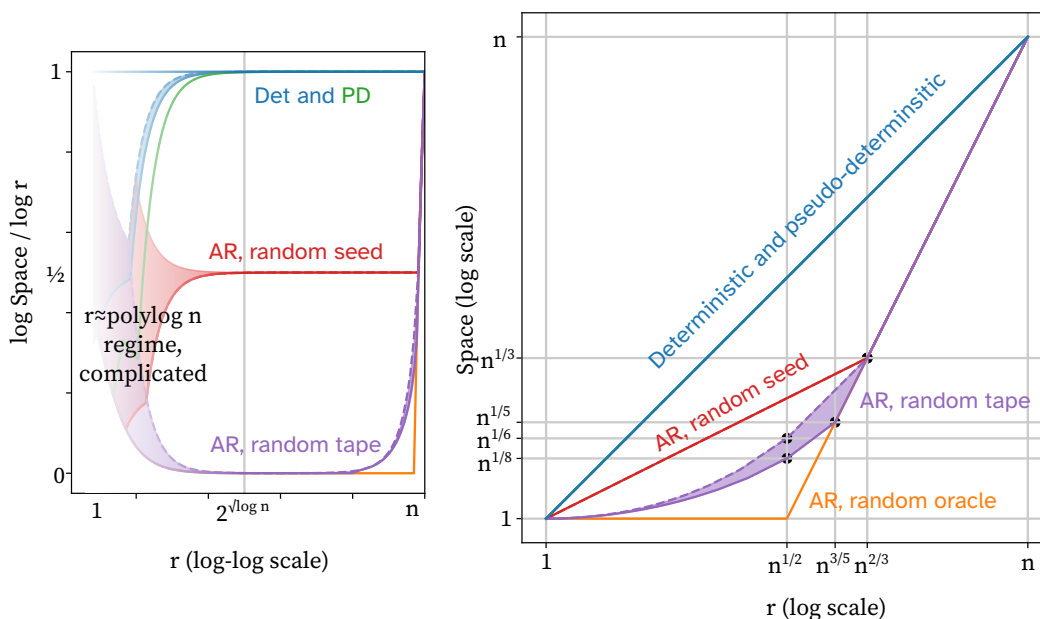 log Space / log r
1
½
0
Det and PD
AR, random seed
r≈polylog n
regime,
complicated
AR, random tape
1
2^√log n
n
r (log-log scale)
Space (log scale)
n
n^1/3
n^1/5
n^1/6
n^1/8
1
Deterministic and pseudo-determinsitic
AR, random seed
AR, random tape
AR, random oracle
1
n^1/2
n^3/5
n^2/3
n
r (log scale)